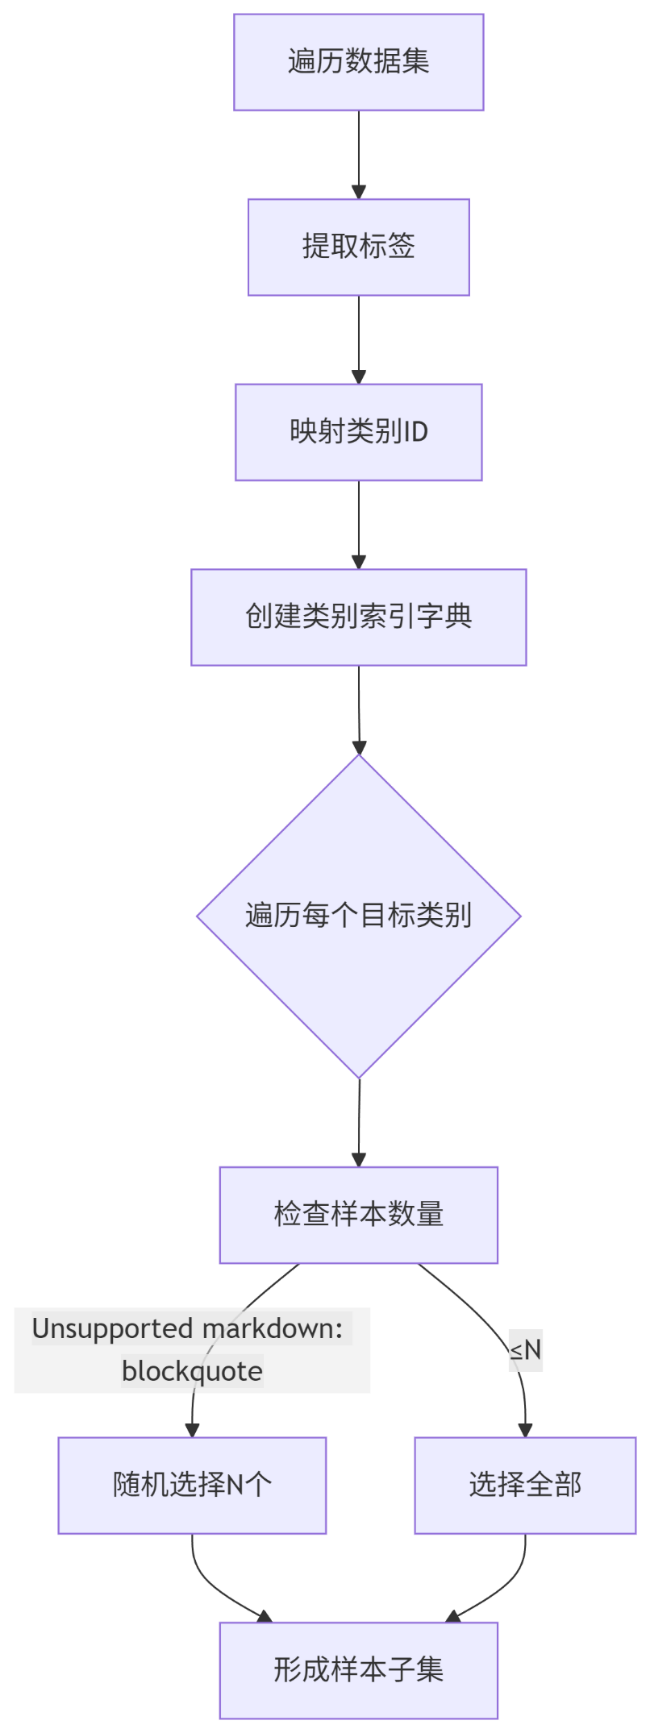 遍历数据集
提取标签
映射类别ID
创建类别索引字典
遍历每个目标类别
检查样本数量
Unsupported markdown:
blockquote
≤N
随机选择N个
选择全部
形成样本子集